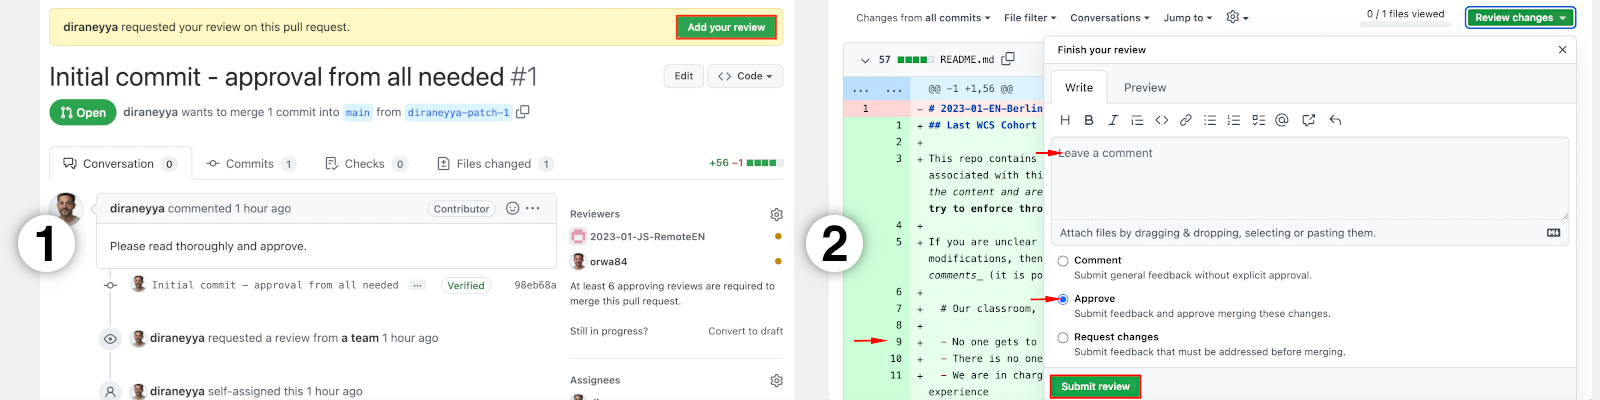 diraneyya requested your review on this pull request.
Add your review
Initial commit - approval from all needed #1
Edit
Code
Open
diraneyya wants to merge 1 commit into main from diraneyya-patch-1
Conversation 0
Commits 1
Checks 0
Files changed 1
+56 −1
diraneyya commented 1 hour ago
Contributor
Please read thoroughly and approve.
Initial commit – approval from all needed ... Verified 98eb68a
diraneyya requested a review from a team 1 hour ago
diraneyya self-assigned this 1 hour ago
Reviewers
2023-01-JS-RemoteEN
orwa84
At least 6 approving reviews are required to
merge this pull request.
Still in progress? Convert to draft
Assignees
1
2
Changes from all commits
File filter
Conversations
Jump to
0 / 1 files viewed
Review changes
57 README.md
... ... @@ -1 +1,56 @@
1 – # 2023-01-EN-Berlin
1 + ## Last WCS Cohort
2 +
3 + This repo contains
associated with thi
the content and are
try to enforce thro
4 +
5 + If you are unclear
modifications, then
comments_ (it is po
6 +
7 + # Our classroom,
8 +
9 + - No one gets to
10 + - There is no one
11 + - We are in charg
experience
Finish your review
Write
Preview
Leave a comment
Attach files by dragging & dropping, selecting or pasting them.
Comment
Submit general feedback without explicit approval.
Approve
Submit feedback and approve merging these changes.
Request changes
Submit feedback that must be addressed before merging.
Submit review